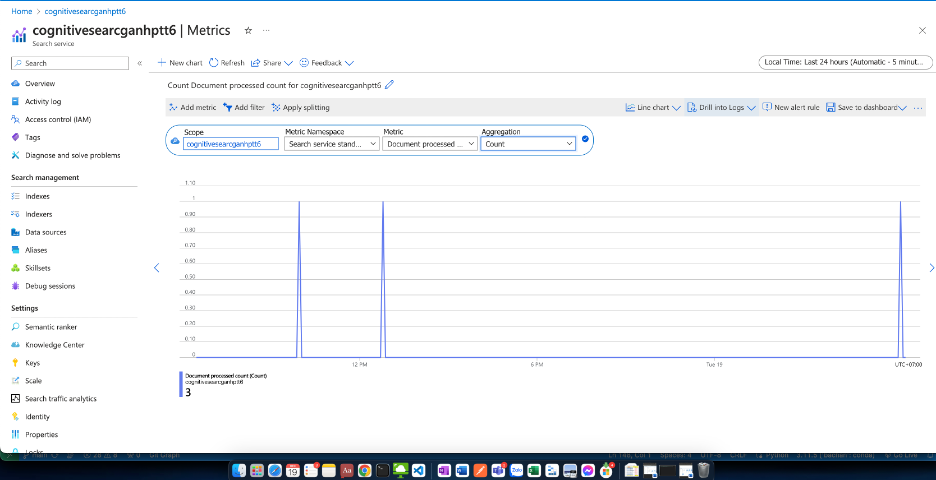 Home > cognitivesearcganhptt6
cognitivesearcganhptt6 | Metrics
Search service
Search
New chart Refresh Share Feedback
Local Time: Last 24 hours (Automatic - 5 minut...
Overview
Activity log
Access control (IAM)
Tags
Diagnose and solve problems
Search management
Indexes
Indexers
Data sources
Aliases
Skillsets
Debug sessions
Settings
Semantic ranker
Knowledge Center
Keys
Scale
Search traffic analytics
Identity
Properties
Locks
Count Document processed count for cognitivesearcganhptt6
Add metric Add filter Apply splitting
Line chart Drill into Logs New alert rule Save to dashboard ...
Scope
cognitivesearcganhptt6
Metric Namespace
Search service stand...
Metric
Document processed ...
Aggregation
Count
1.10
1
0.90
0.80
0.70
0.60
0.50
0.40
0.30
0.20
0.10
0
12 PM 6 PM Tue 19 UTC+07:00
Document processed count (Count)
cognitivesearcganhptt6
3